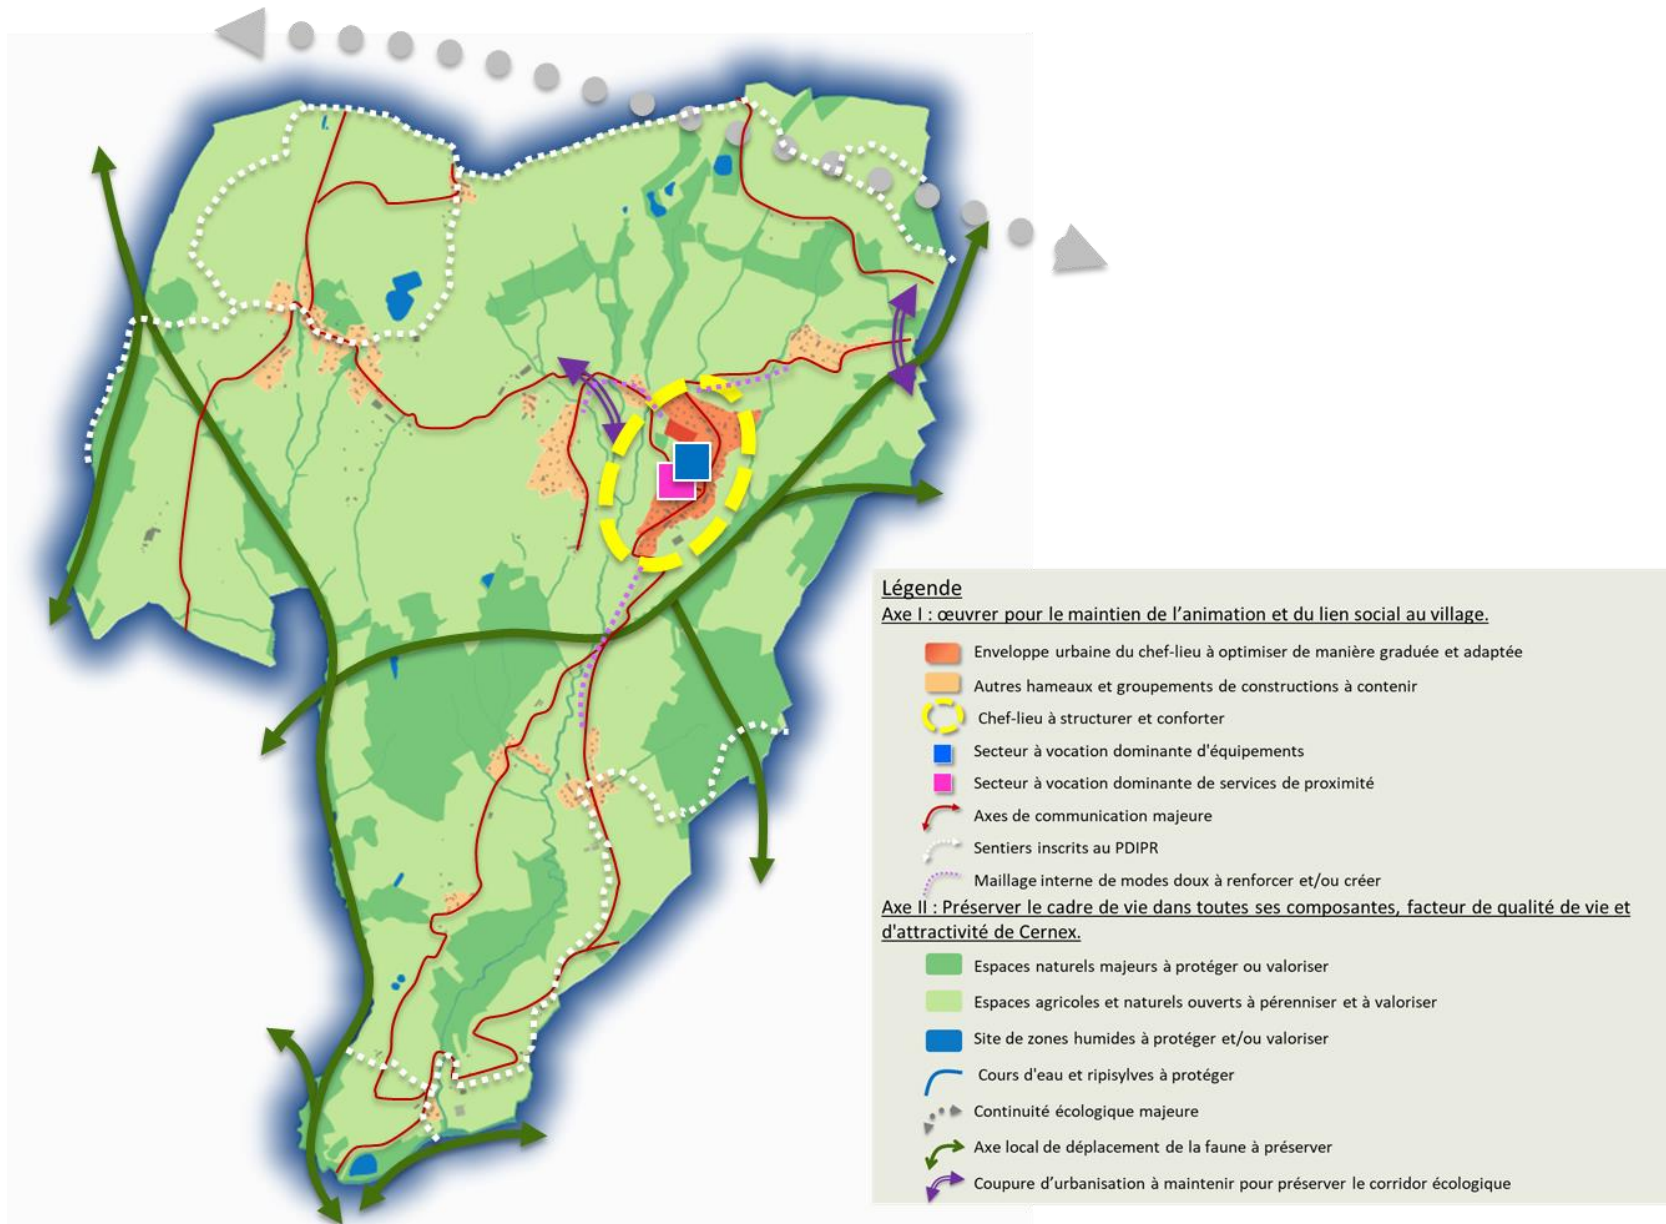 Légende
Axe I : œuvrer pour le maintien de l’animation et du lien social au village.
Enveloppe urbaine du chef-lieu à optimiser de manière graduée et adaptée
Autres hameaux et groupements de constructions à contenir
Chef-lieu à structurer et conforter
Secteur à vocation dominante d'équipements
Secteur à vocation dominante de services de proximité
Axes de communication majeure
Sentiers inscrits au PDIPR
Maillage interne de modes doux à renforcer et/ou créer
Axe II : Préserver le cadre de vie dans toutes ses composantes, facteur de qualité de vie et
d'attractivité de Cernex.
Espaces naturels majeurs à protéger ou valoriser
Espaces agricoles et naturels ouverts à pérenniser et à valoriser
Site de zones humides à protéger et/ou valoriser
Cours d'eau et ripisylves à protéger
Continuité écologique majeure
Axe local de déplacement de la faune à préserver
Coupure d’urbanisation à maintenir pour préserver le corridor écologique